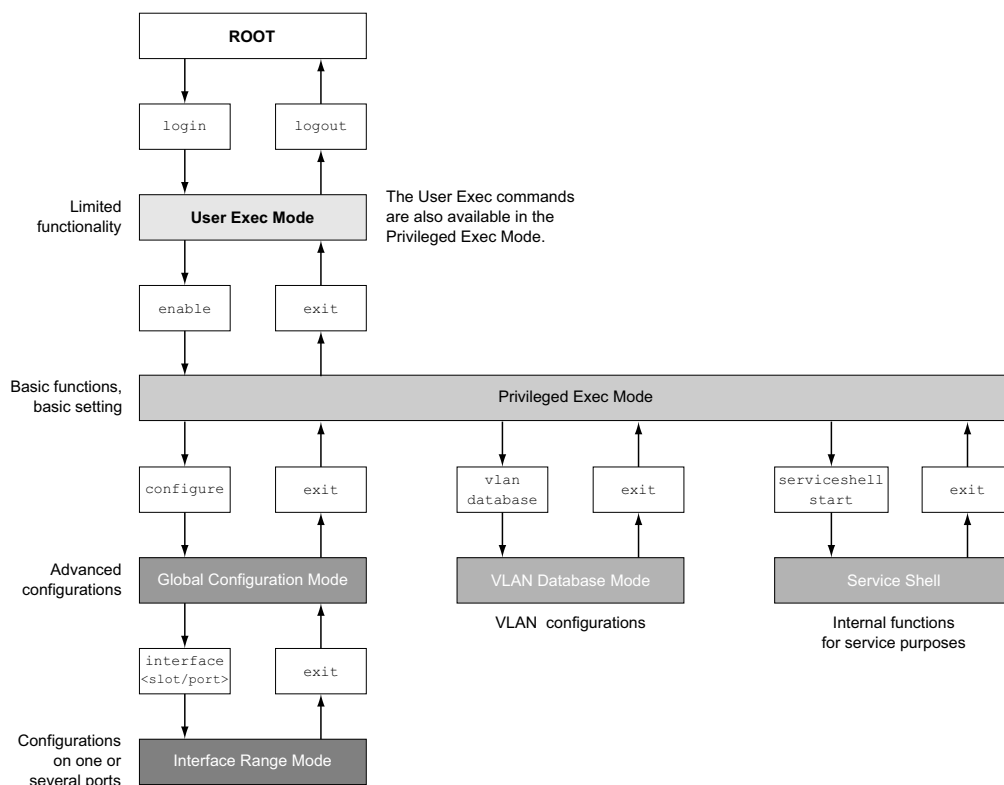 ROOT
login
logout
Limited
functionality
User Exec Mode
The User Exec commands
are also available in the
Privileged Exec Mode.
enable
exit
Basic functions,
basic setting
Privileged Exec Mode
configure
exit
vlan
database
exit
serviceshell
start
exit
Advanced
configurations
Global Configuration Mode
VLAN Database Mode
Service Shell
VLAN configurations
Internal functions
for service purposes
interface
<slot/port>
exit
Configurations
on one or
several ports
Interface Range Mode